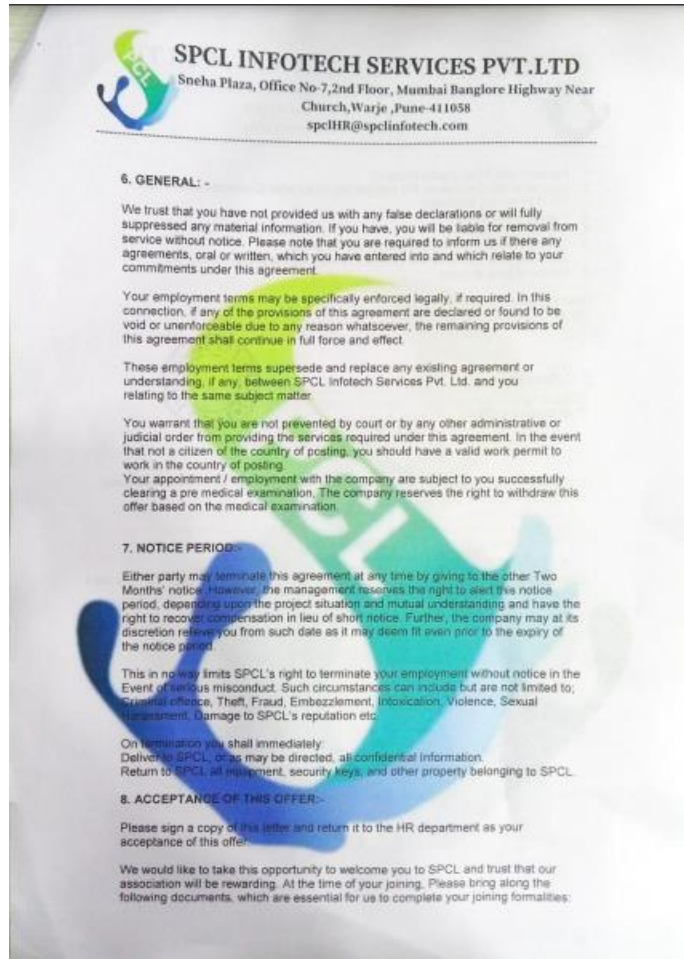 SPCL INFOTECH SERVICES PVT.LTD
Sneha Plaza, Office No-7,2nd Floor, Mumbai Banglore Highway Near
Church,Warje ,Pune-411058
spclHR@spclinfotech.com
PCL
6. GENERAL: -
We trust that you have not provided us with any false declarations or will fully
suppressed any material information. If you have, you will be liable for removal from
service without notice. Please note that you are required to inform us if there any
agreements, oral or written, which you have entered into and which relate to your
commitments under this agreement.
Your employment terms may be specifically enforced legally, if required. In this
connection, if any of the provisions of this agreement are declared or found to be
void or unenforceable due to any reason whatsoever, the remaining provisions of
this agreement shall continue in full force and effect.
These employment terms supersede and replace any existing agreement or
understanding, if any, between SPCL Infotech Services Pvt. Ltd. and you
relating to the same subject matter.
You warrant that you are not prevented by court or by any other administrative or
judicial order from providing the services required under this agreement. In the event
that not a citizen of the country of posting, you should have a valid work permit to
work in the country of posting.
Your appointment / employment with the company are subject to you successfully
clearing a pre medical examination, The company reserves the right to withdraw this
offer based on the medical examination.
PCL
7. NOTICE PERIOD:-
Either party may terminate this agreement at any time by giving to the other Two
Months' notice .However, the management reserves the right to alert this notice
period, depending upon the project situation and mutual understanding and have the
right to recover compensation in lieu of short notice. Further, the company may at its
discretion relieve you from such date as it may deem fit even prior to the expiry of
the notice period.
This in no way limits SPCL's right to terminate your employment without notice in the
Event of serious misconduct. Such circumstances can include but are not limited to;
Criminal offence, Theft, Fraud, Embezzlement, Intoxication, Violence, Sexual
Harassment, Damage to SPCL's reputation etc.
On termination you shall immediately:
Deliver to SPCL, or as may be directed, all confidential Information.
Return to SPCL all equipment, security keys, and other property belonging to SPCL.
8. ACCEPTANCE OF THIS OFFER:-
Please sign a copy of this letter and return it to the HR department as your
acceptance of this offer.
We would like to take this opportunity to welcome you to SPCL and trust that our
association will be rewarding. At the time of your joining, Please bring along the
following documents, which are essential for us to complete your joining formalities: